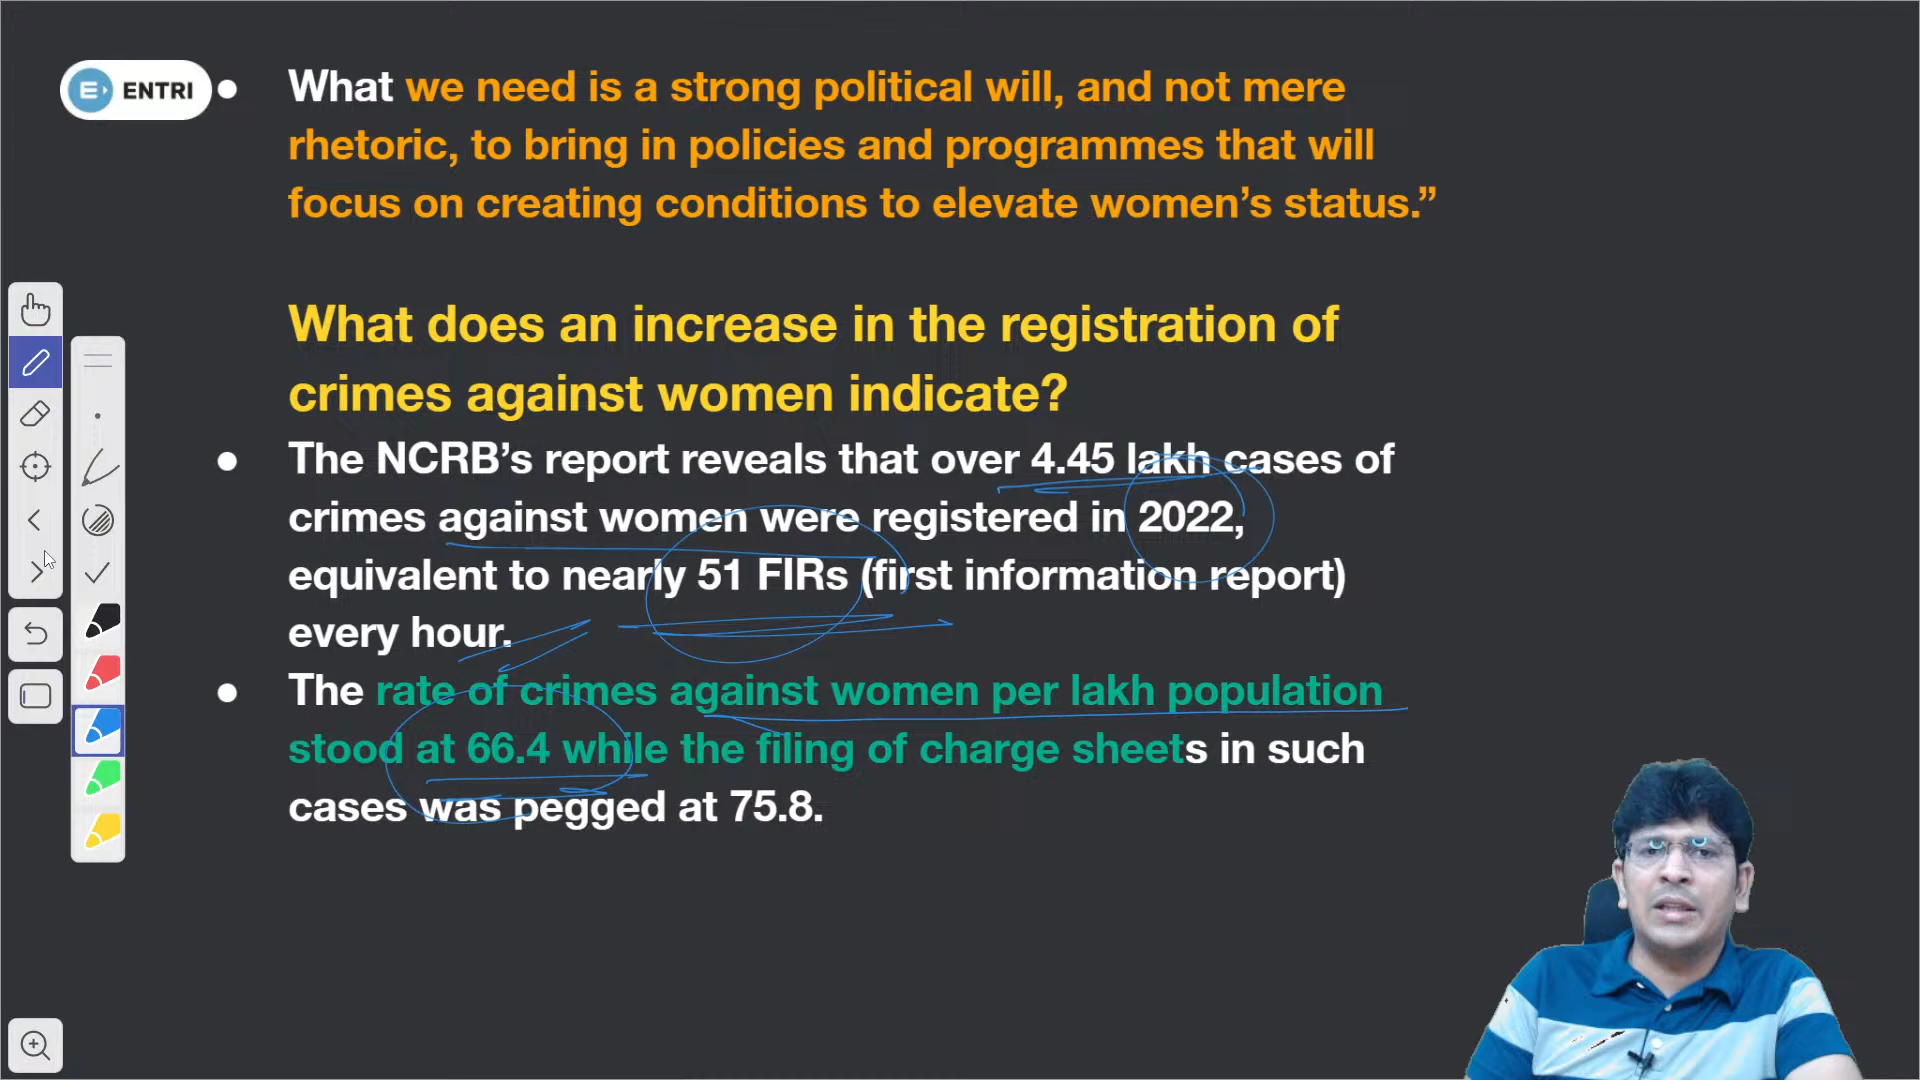 ENTRI
• What we need is a strong political will, and not mere
rhetoric, to bring in policies and programmes that will
focus on creating conditions to elevate women’s status.”
What does an increase in the registration of
crimes against women indicate?
• The NCRB’s report reveals that over 4.45 lakh cases of
crimes against women were registered in 2022,
equivalent to nearly 51 FIRs (first information report)
every hour.
• The rate of crimes against women per lakh population
stood at 66.4 while the filing of charge sheets in such
cases was pegged at 75.8.